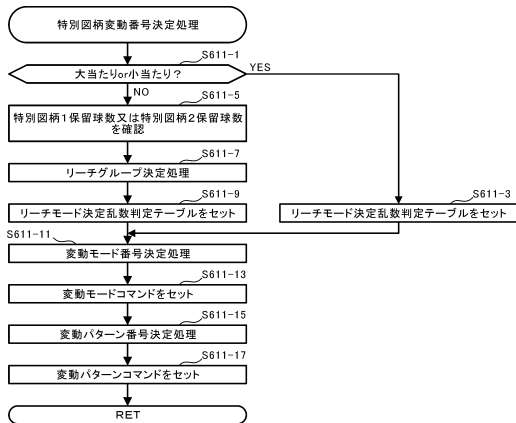 特別図柄変動番号決定処理
S611-1
大当たりor小当たり？
YES
NO
S611-5
特別図柄1保留球数又は特別図柄2保留球数
を確認
S611-7
リーチグループ決定処理
S611-9
リーチモード決定乱数判定テーブルをセット
S611-3
リーチモード決定乱数判定テーブルをセット
S611-11
変動モード番号決定処理
S611-13
変動モードコマンドをセット
S611-15
変動パターン番号決定処理
S611-17
変動パターンコマンドをセット
RET